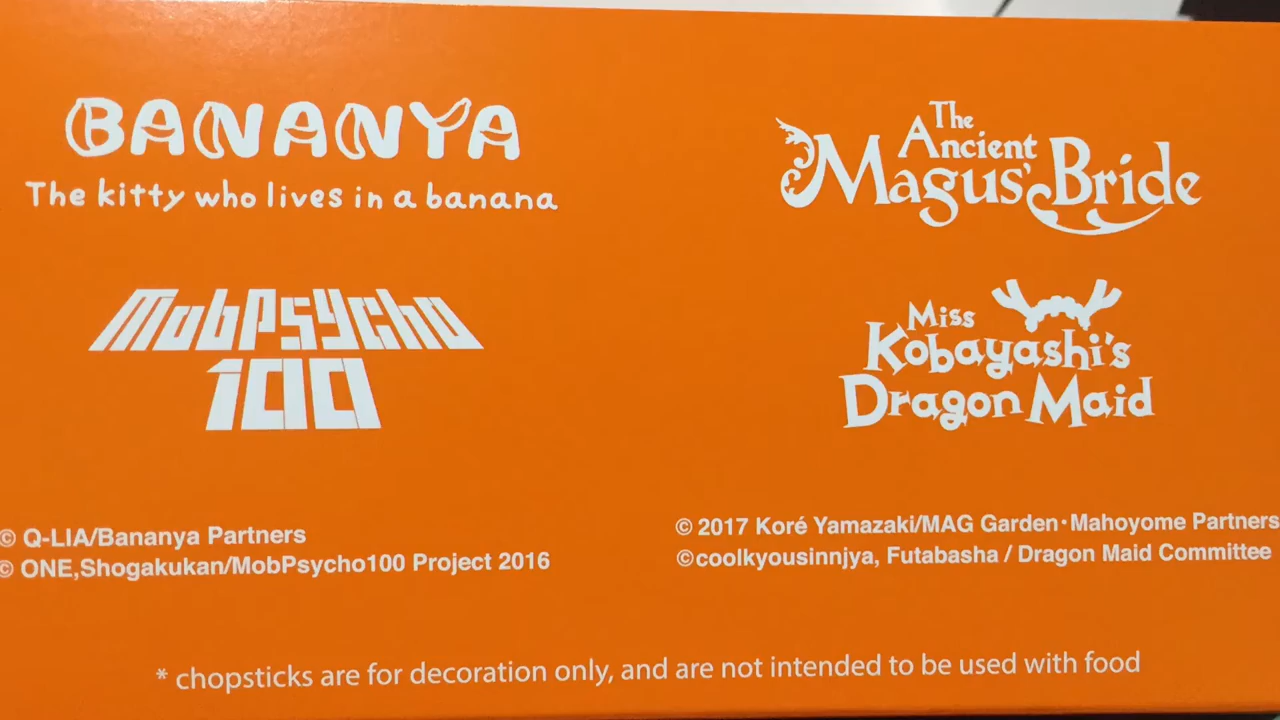 BANANYA
The kitty who lives in a banana
The
Ancient
Magus' Bride
Mob Psycho
100
Miss
Kobayashi's
Dragon Maid
© Q-LIA/Bananya Partners
© ONE,Shogakukan/MobPsycho100 Project 2016
© 2017 Koré Yamazaki/MAG Garden・Mahoyome Partners
©coolkyousinnjya, Futabasha / Dragon Maid Committee
* chopsticks are for decoration only, and are not intended to be used with food